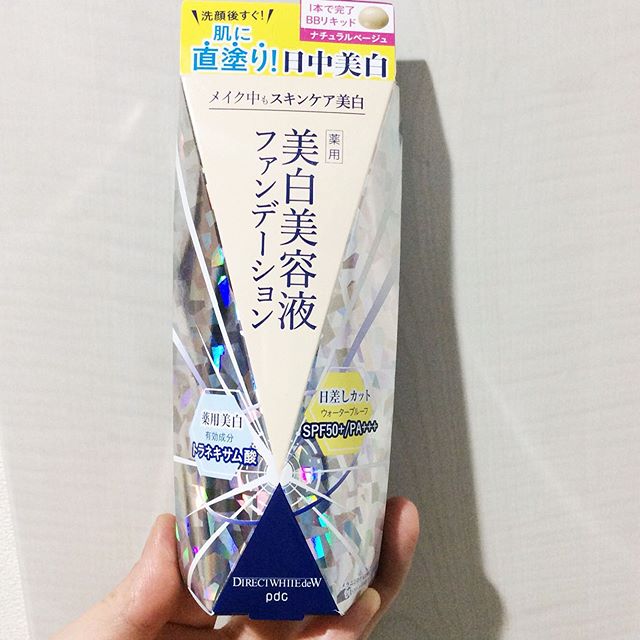 洗顔後すぐ!
肌に
直塗り!日中美白
1本で完了
BBリキッド
ナチュラルベージュ
メイク中もスキンケア美白
薬用
美白美容液
ファンデーション
薬用美白
有効成分
トラネキサム酸
日差しカット
ウォータープルーフ
SPF50+/PA+++
DIRECTWHITEdeW
pdc